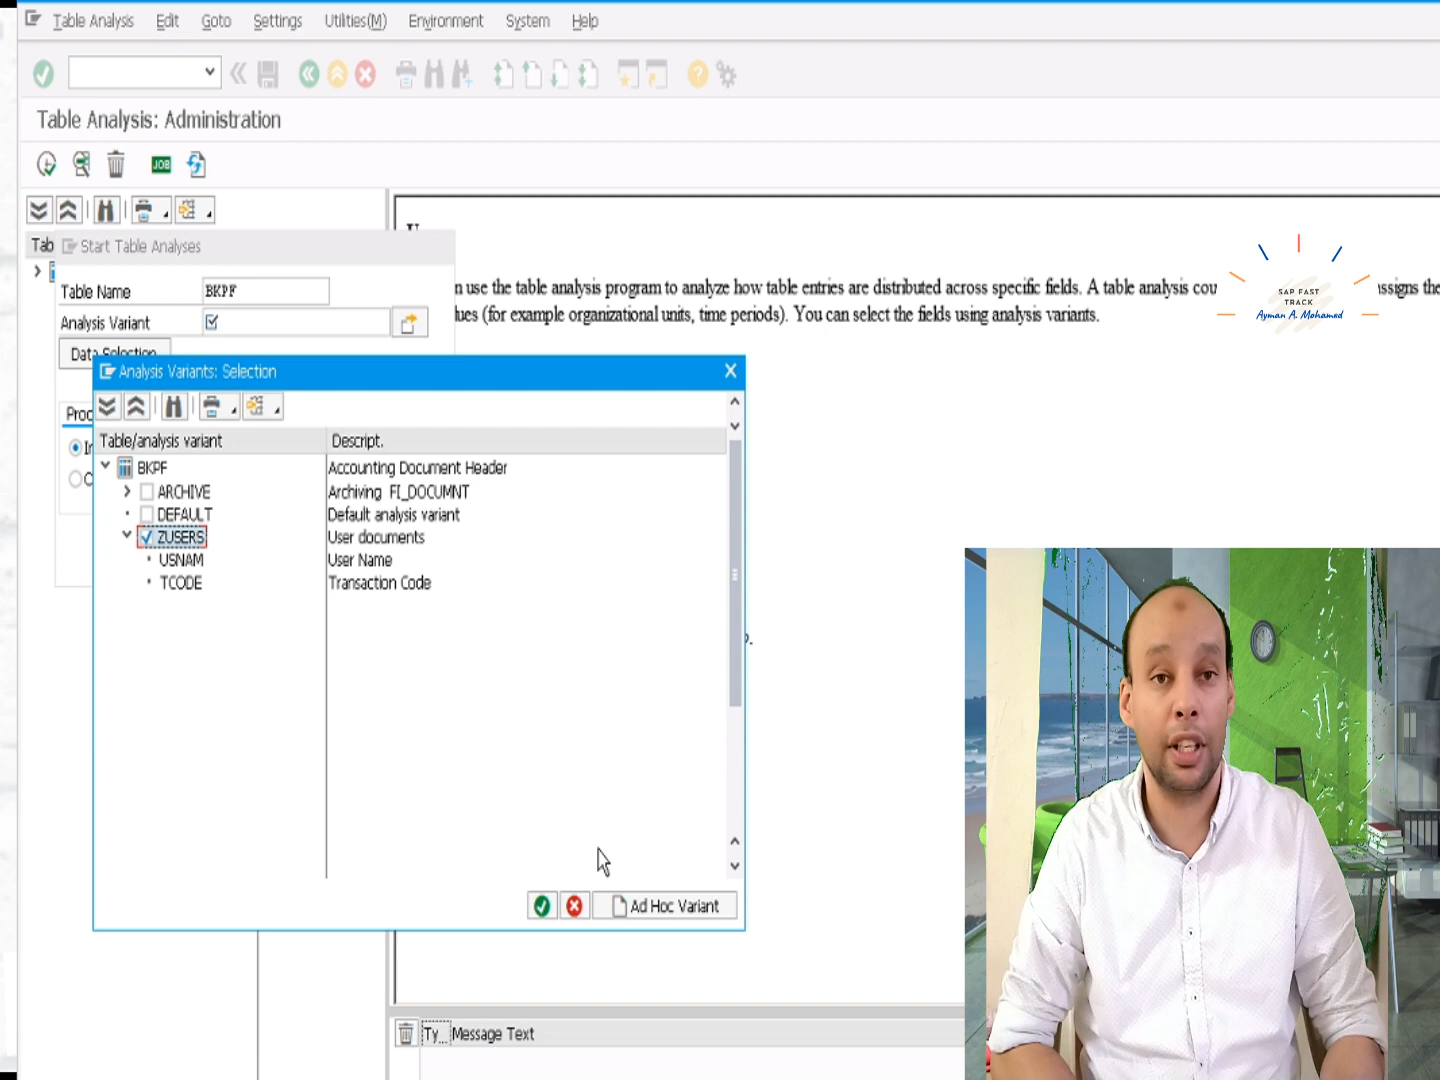 Table Analysis Edit Goto Settings Utilities(M) Environment System Help
Table Analysis: Administration
JOB
Tab
Start Table Analyses
Table Name BKPF
Analysis Variant
Data Selection
Proc
n use the table analysis program to analyze how table entries are distributed across specific fields. A table analysis cou
ssigns the
lues (for example organizational units, time periods). You can select the fields using analysis variants.
SAP FAST
TRACK
Ayman A. Mohamed
Analysis Variants: Selection
Table/analysis variant Descript.
BKPF Accounting Document Header
ARCHIVE Archiving FI_DOCUMNT
DEFAULT Default analysis variant
ZUSERS User documents
USNAM User Name
TCODE Transaction Code
Ad Hoc Variant
Ty... Message Text